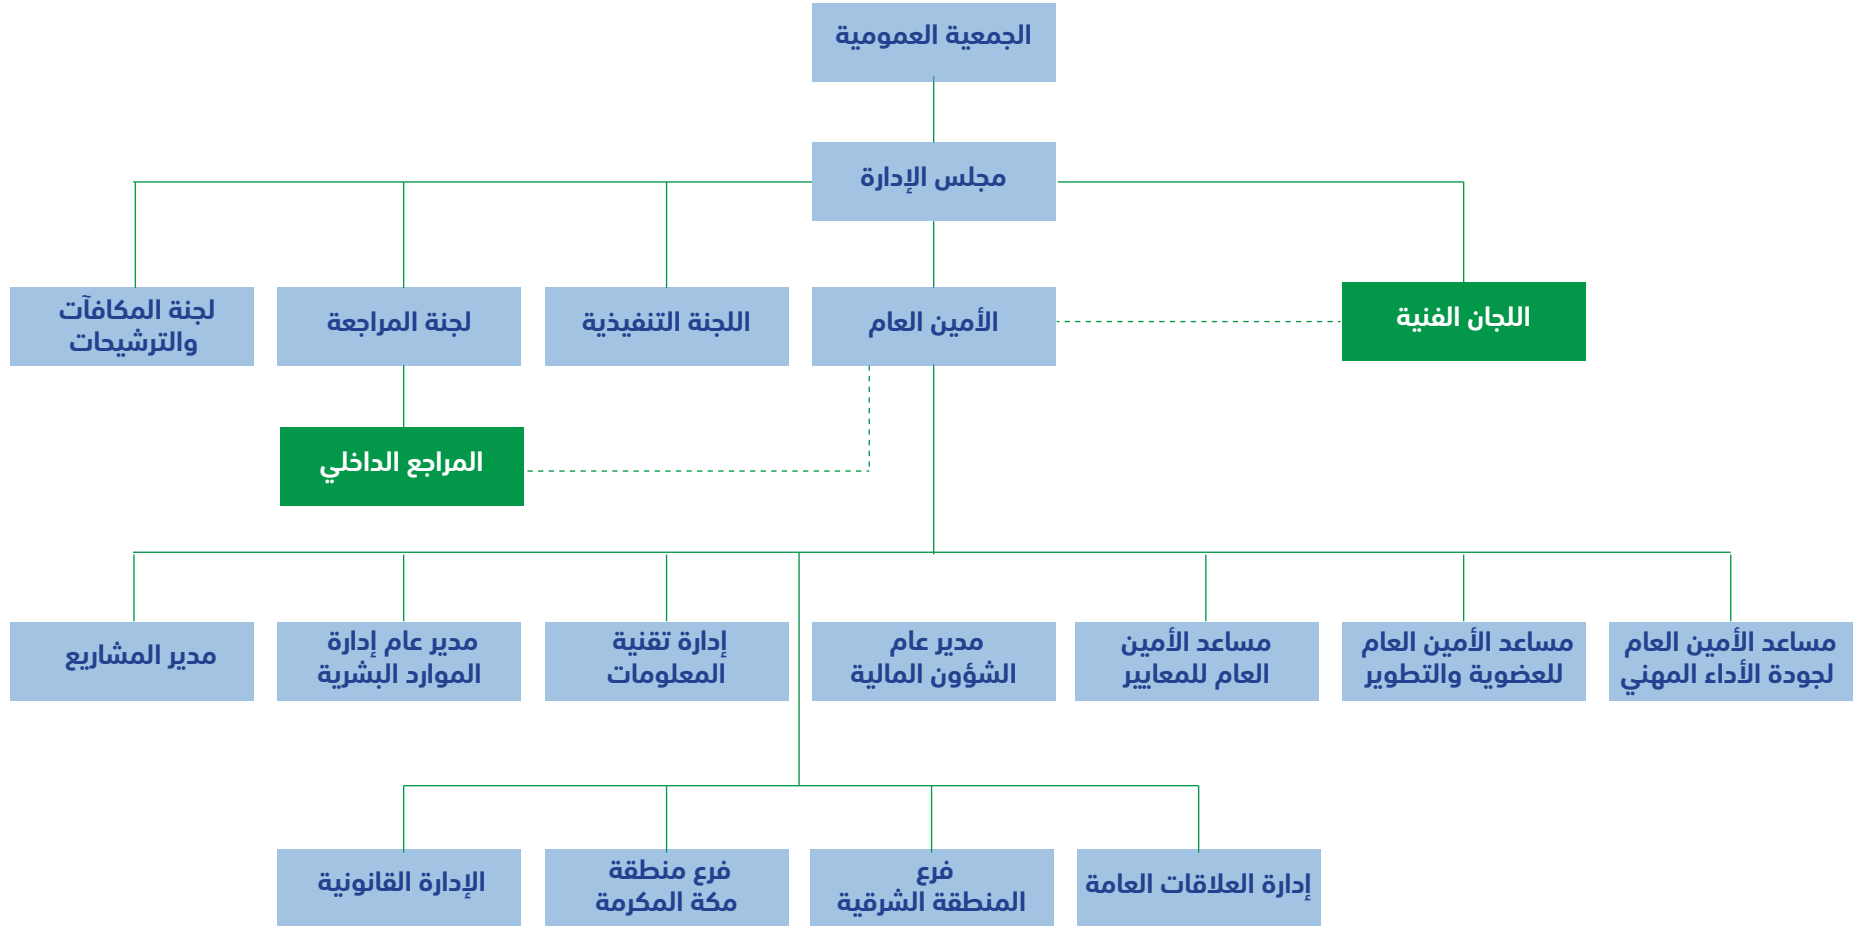 الجمعية العمومية
مجلس الإدارة
اللجان الفنية
الأمين العام
اللجنة التنفيذية
لجنة المراجعة
لجنة المكافآت
والترشيحات
المراجع الداخلي
مساعد الأمين العام
لجودة الأداء المهني
مساعد الأمين العام
للعضوية والتطوير
مساعد الأمين
العام للمعايير
مدير عام
الشؤون المالية
إدارة تقنية
المعلومات
مدير عام إدارة
الموارد البشرية
مدير المشاريع
إدارة العلاقات العامة
فرع
المنطقة الشرقية
فرع منطقة
مكة المكرمة
الإدارة القانونية